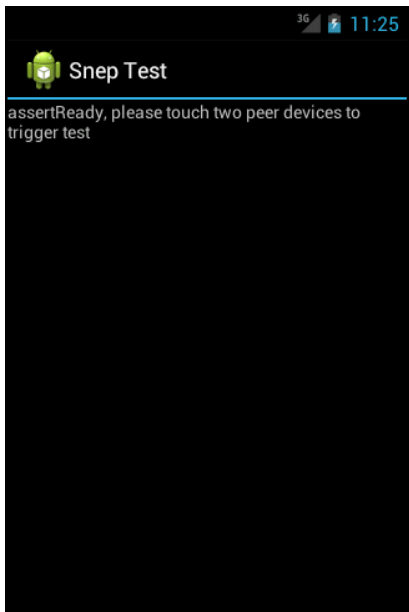 3G 11:25
Snep Test
assertReady, please touch two peer devices to
trigger test